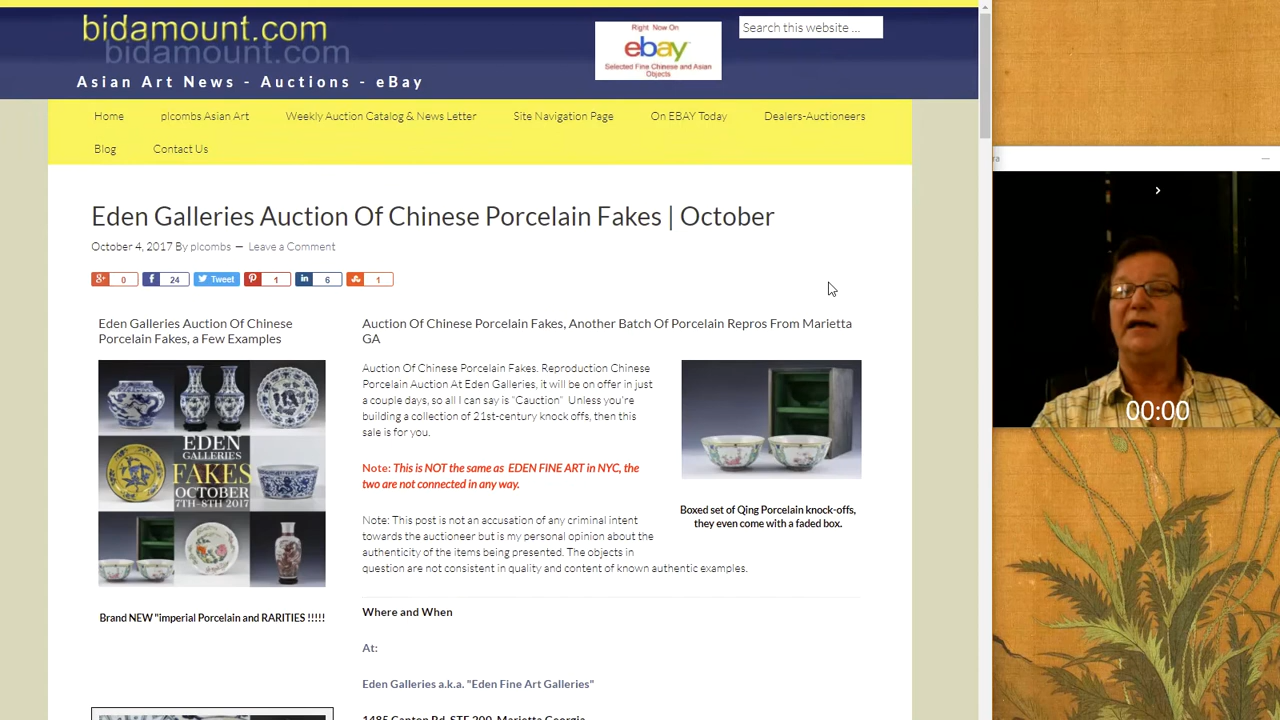 bidamount.com
bidamount.com
Asian Art News - Auctions - eBay
Right Now On
ebay
Selected Fine Chinese and Asian
Objects
Search this website ...
Home
plcombs Asian Art
Weekly Auction Catalog & News Letter
Site Navigation Page
On EBAY Today
Dealers-Auctioneers
Blog
Contact Us
Eden Galleries Auction Of Chinese Porcelain Fakes | October
October 4, 2017 By plcombs — Leave a Comment
0
24
Tweet
1
6
1
Eden Galleries Auction Of Chinese
Porcelain Fakes, a Few Examples
EDEN
GALLERIES
FAKES
OCTOBER
7TH-8TH 2017
Brand NEW "imperial Porcelain and RARITIES !!!!!
Auction Of Chinese Porcelain Fakes, Another Batch Of Porcelain Repros From Marietta
GA
Auction Of Chinese Porcelain Fakes. Reproduction Chinese
Porcelain Auction At Eden Galleries, it will be on offer in just
a couple days, so all I can say is "Cauction"  Unless you're
building a collection of 21st-century knock offs, then this
sale is for you.
Note: This is NOT the same as  EDEN FINE ART in NYC, the
two are not connected in any way.
Boxed set of Qing Porcelain knock-offs,
they even come with a faded box.
Note: This post is not an accusation of any criminal intent
towards the auctioneer but is my personal opinion about the
authenticity of the items being presented. The objects in
question are not consistent in quality and content of known authentic examples.
Where and When
At:
Eden Galleries a.k.a. "Eden Fine Art Galleries"
1485 Canton Rd, STE 200, Marietta Georgia
ra
00:00